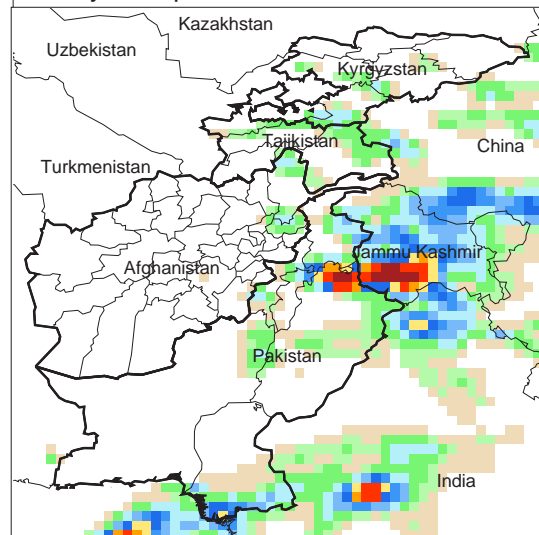 Kazakhstan
Uzbekistan
Kyrgyzstan
Tajikistan
China
Turkmenistan
Jammu Kashmir
Afghanistan
Pakistan
India